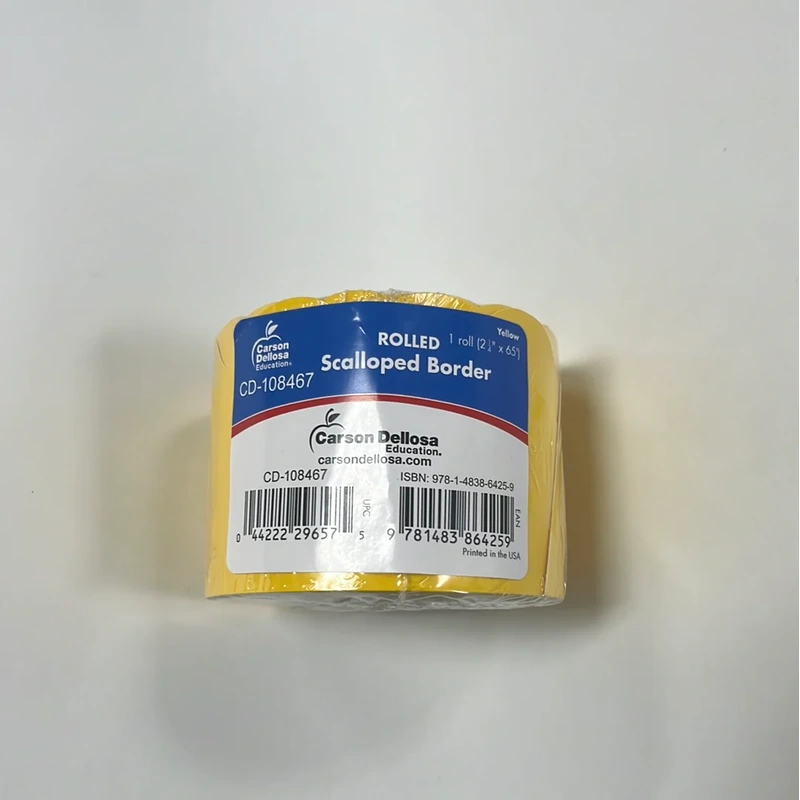 Carson
Dellosa
Education®
CD-108467
ROLLED
Scalloped Border
Yellow
1 roll (2 ¼" x 65')
Carson Dellosa
Education®
carsondellosa.com
CD-108467
0 44222 29657 5
UPC
ISBN: 978-1-4838-6425-9
9 781483 864259
EAN
Printed in the USA